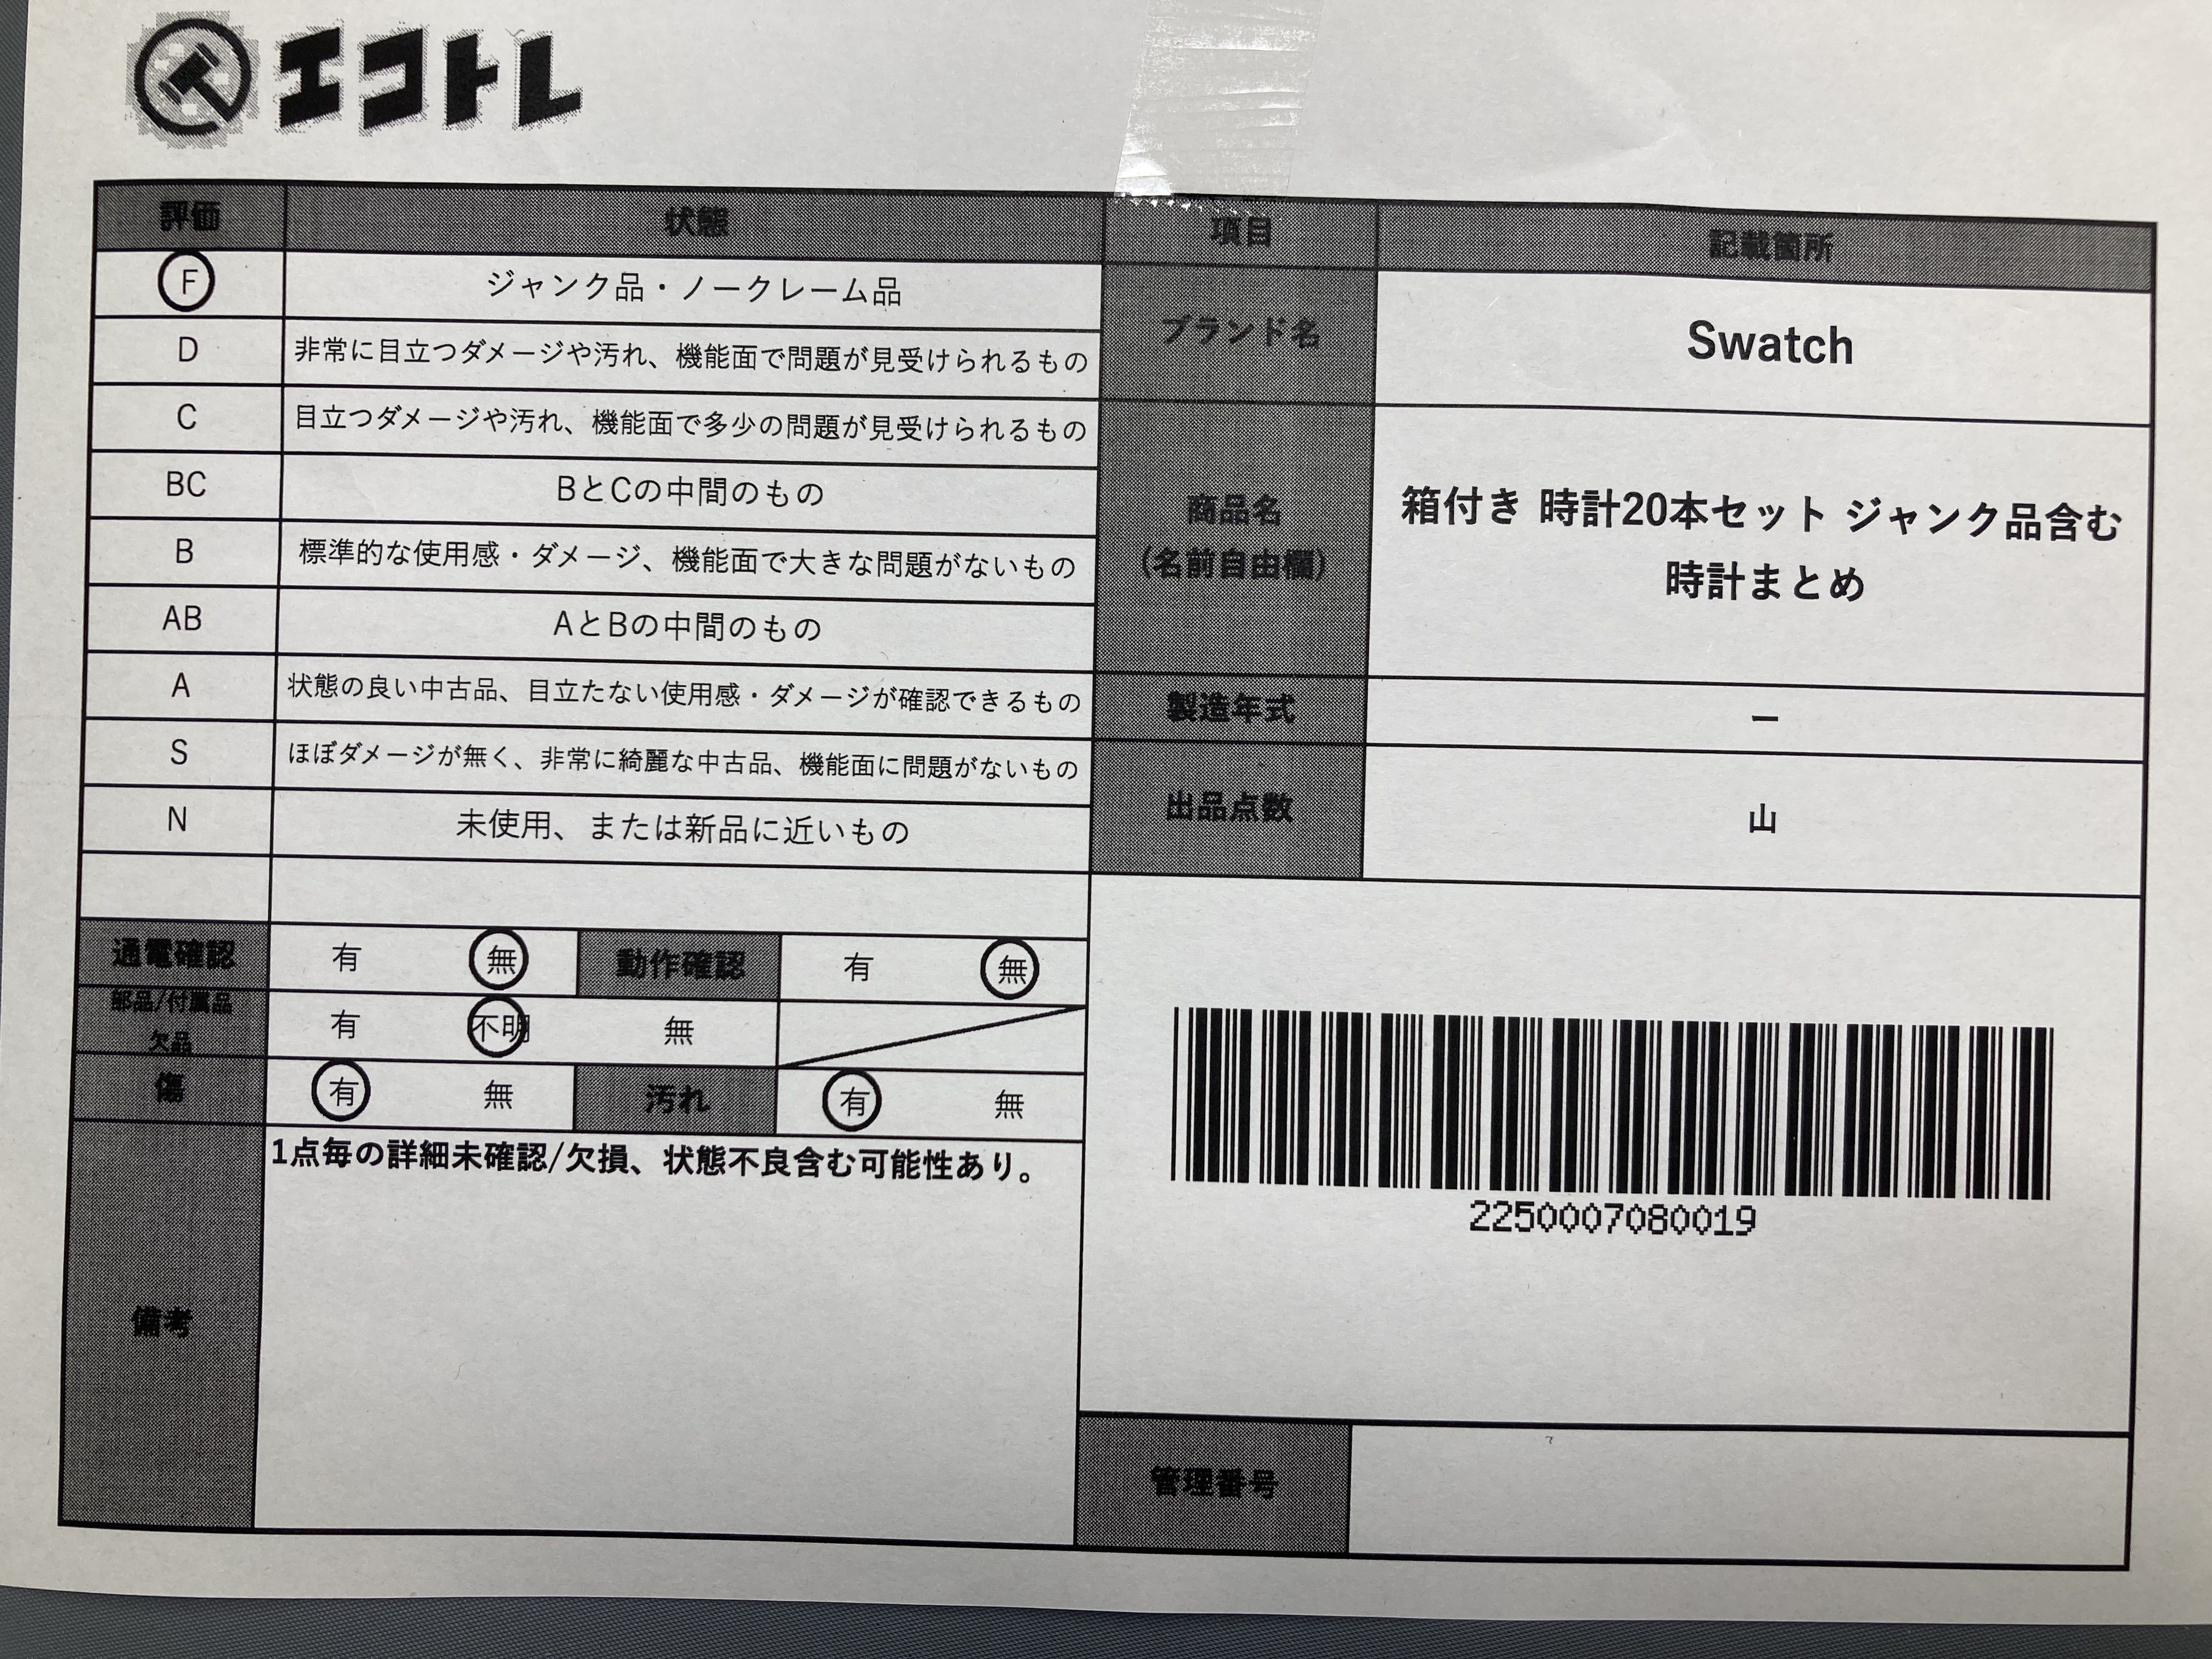 エコトレ
評価 状態
F ジャンク品・ノークレーム品
D 非常に目立つダメージや汚れ、機能面で問題が見受けられるもの
C 目立つダメージや汚れ、機能面で多少の問題が見受けられるもの
BC BとCの中間のもの
B 標準的な使用感・ダメージ、機能面で大きな問題がないもの
AB AとBの中間のもの
A 状態の良い中古品、目立たない使用感・ダメージが確認できるもの
S ほぼダメージが無く、非常に綺麗な中古品、機能面に問題がないもの
N 未使用、または新品に近いもの
通電確認 有 無 動作確認 有 無
部品/付属品
欠品 有 不明 無
傷 有 無 汚れ 有 無
備考 1点毎の詳細未確認/欠損、状態不良含む可能性あり。
項目 記載箇所
ブランド名 Swatch
商品名
(名前自由欄)
箱付き 時計20本セット ジャンク品含む
時計まとめ
製造年式 ー
出品点数 山
2250007080019
管理番号